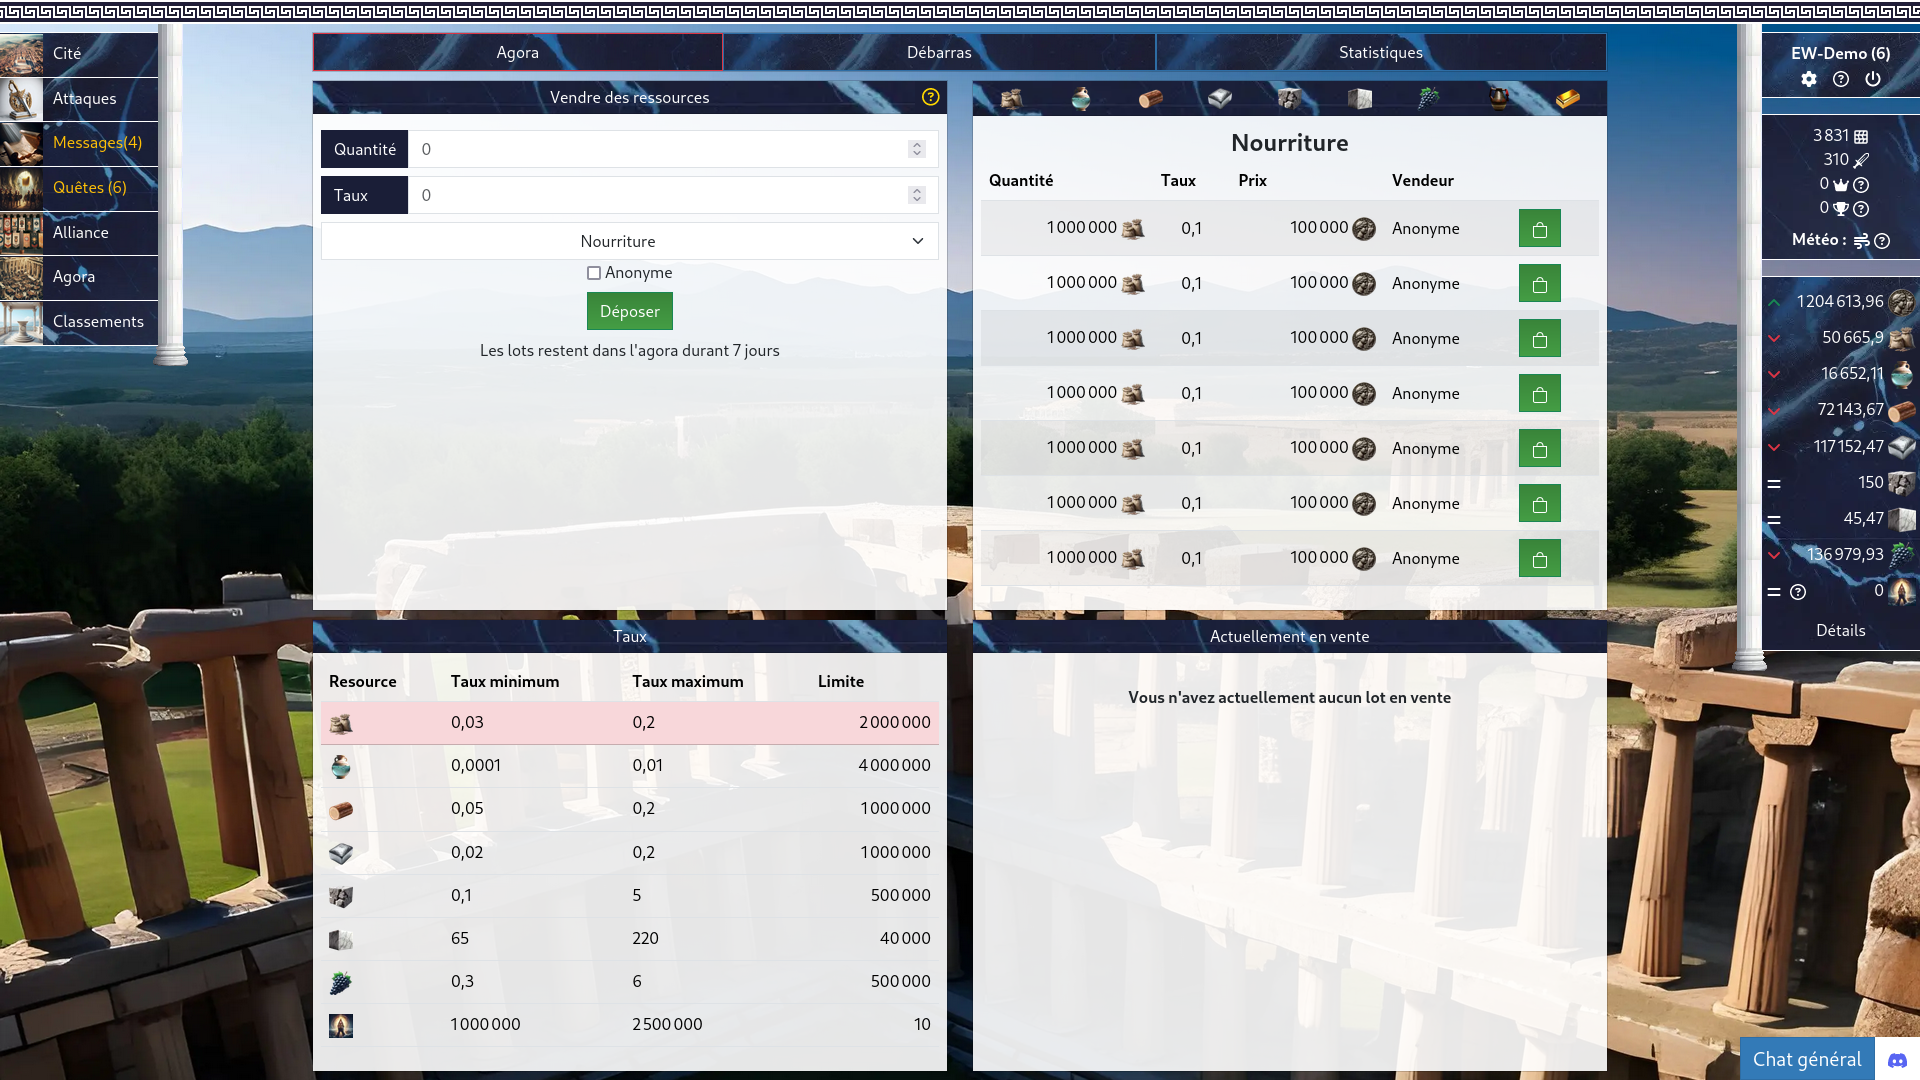 Cité
Attaques
Messages(4)
Quêtes (6)
Alliance
Agora
Classements
Agora
Débarras
Statistiques
Vendre des ressources
Quantité 0
Taux 0
Nourriture
Anonyme
Déposer
Les lots restent dans l'agora durant 7 jours
Nourriture
Quantité Taux Prix Vendeur
1 000 000 0,1 100 000 Anonyme
1 000 000 0,1 100 000 Anonyme
1 000 000 0,1 100 000 Anonyme
1 000 000 0,1 100 000 Anonyme
1 000 000 0,1 100 000 Anonyme
1 000 000 0,1 100 000 Anonyme
1 000 000 0,1 100 000 Anonyme
Taux
Resource Taux minimum Taux maximum Limite
0,03 0,2 2 000 000
0,0001 0,01 4 000 000
0,05 0,2 1 000 000
0,02 0,2 1 000 000
0,1 5 500 000
65 220 40 000
0,3 6 500 000
1 000 000 2 500 000 10
Actuellement en vente
Vous n'avez actuellement aucun lot en vente
EW-Demo (6)
3 831
310
0
0
Météo :
1 204 613,96
50 665,9
16 652,11
72 143,67
117 152,47
150
45,47
136 979,93
0
Détails
Chat général